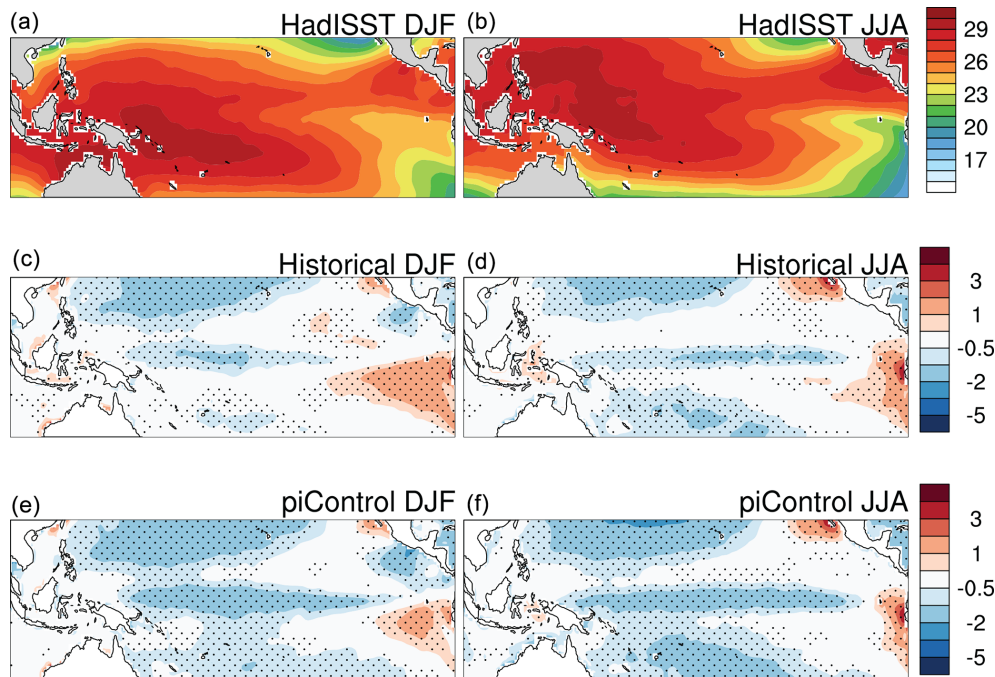 (a) HadISST DJF
(b) HadISST JJA
29
26
23
20
17
(c) Historical DJF
(d) Historical JJA
3
1
-0.5
-2
-5
(e) piControl DJF
(f) piControl JJA
3
1
-0.5
-2
-5